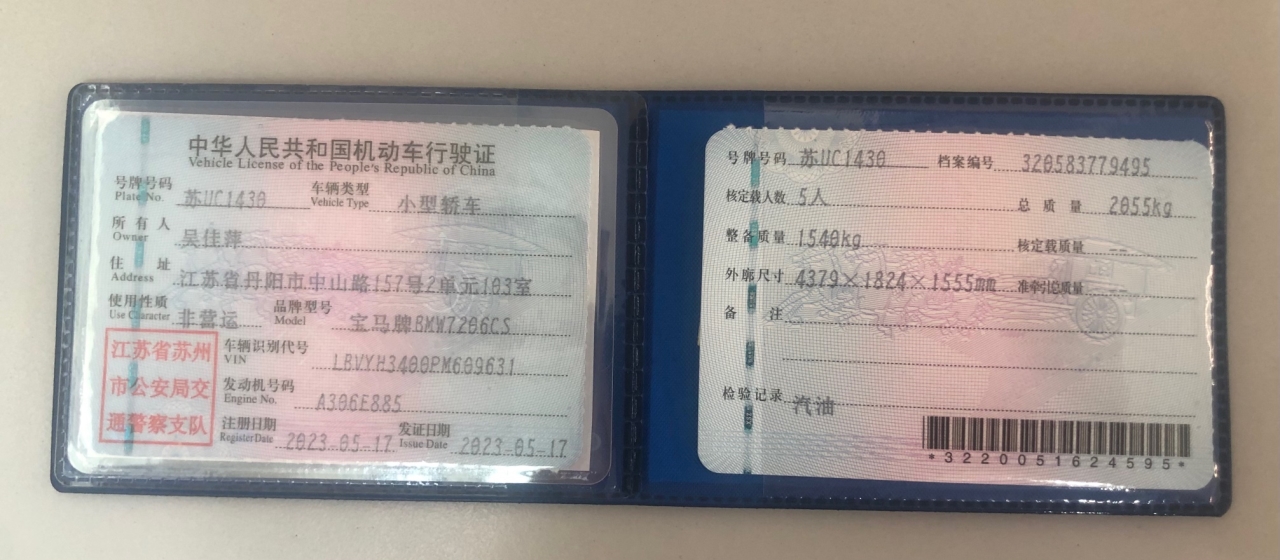 中华人民共和国机动车行驶证
Vehicle License of the People's Republic of China
号牌号码 Plate No. 苏UC1430 车辆类型 Vehicle Type 小型轿车
所有人 Owner 吴佳萍
住址 Address 江苏省丹阳市中山路157号2单元103室
使用性质 Use Character 非营运 品牌型号 Model 宝马牌BMW7206CS
江苏省苏州
市公安局交
通警察支队
车辆识别代号 VIN LBVYH3400PM609631
发动机号码 Engine No. A306E885
注册日期 Register Date 2023-05-17 发证日期 Issue Date 2023-05-17
号牌号码 苏UC1430 档案编号 320583779495
核定载人数 5人 总质量 2055kg
整备质量 1540kg 核定载质量 --
外廓尺寸 4379×1824×1555mm 准牵引总质量
备注
检验记录 汽油
*3220051624595*